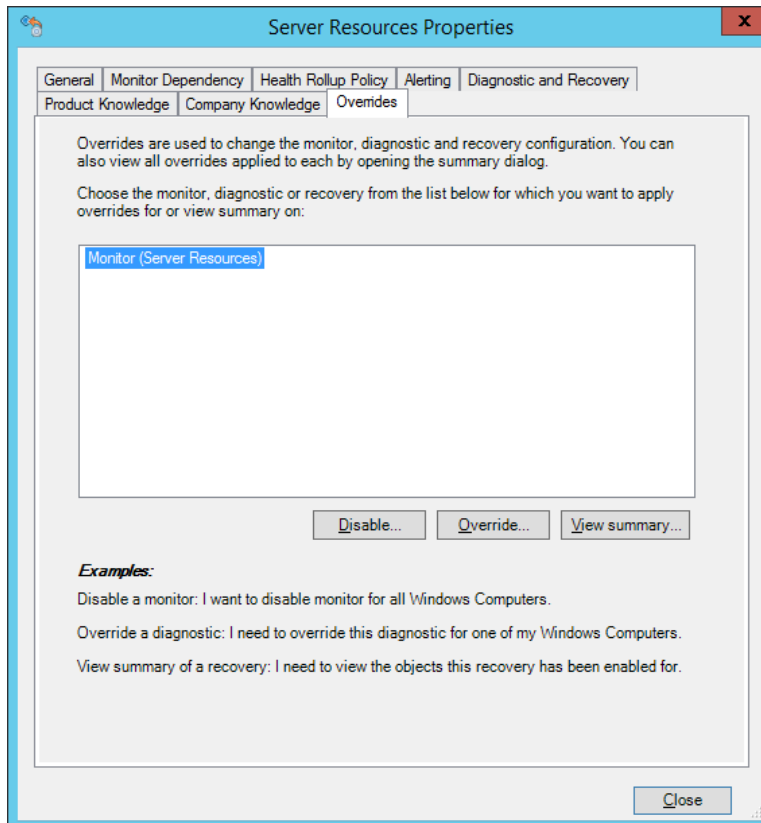 Server Resources Properties
x
General Monitor Dependency Health Rollup Policy Alerting Diagnostic and Recovery
Product Knowledge Company Knowledge Overrides
Overrides are used to change the monitor, diagnostic and recovery configuration. You can
also view all overrides applied to each by opening the summary dialog.
Choose the monitor, diagnostic or recovery from the list below for which you want to apply
overrides for or view summary on:
Monitor (Server Resources)
Disable... Override... View summary...
Examples:
Disable a monitor: I want to disable monitor for all Windows Computers.
Override a diagnostic: I need to override this diagnostic for one of my Windows Computers.
View summary of a recovery: I need to view the objects this recovery has been enabled for.
Close